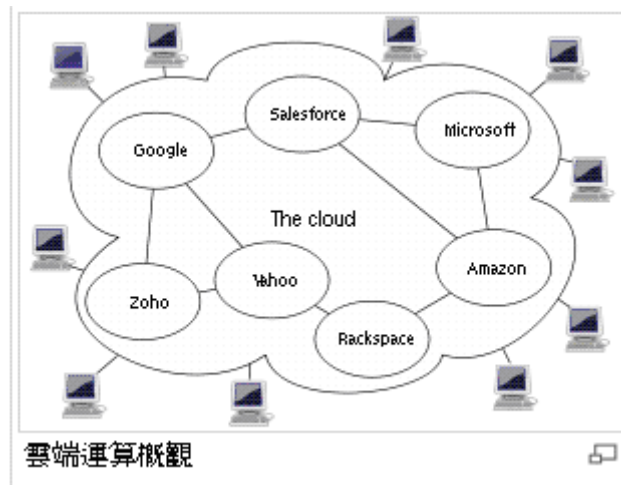 Salesforce
Microsoft
Google
The cloud
Amazon
Yahoo
Zoho
Rackspace
雲端運算概觀